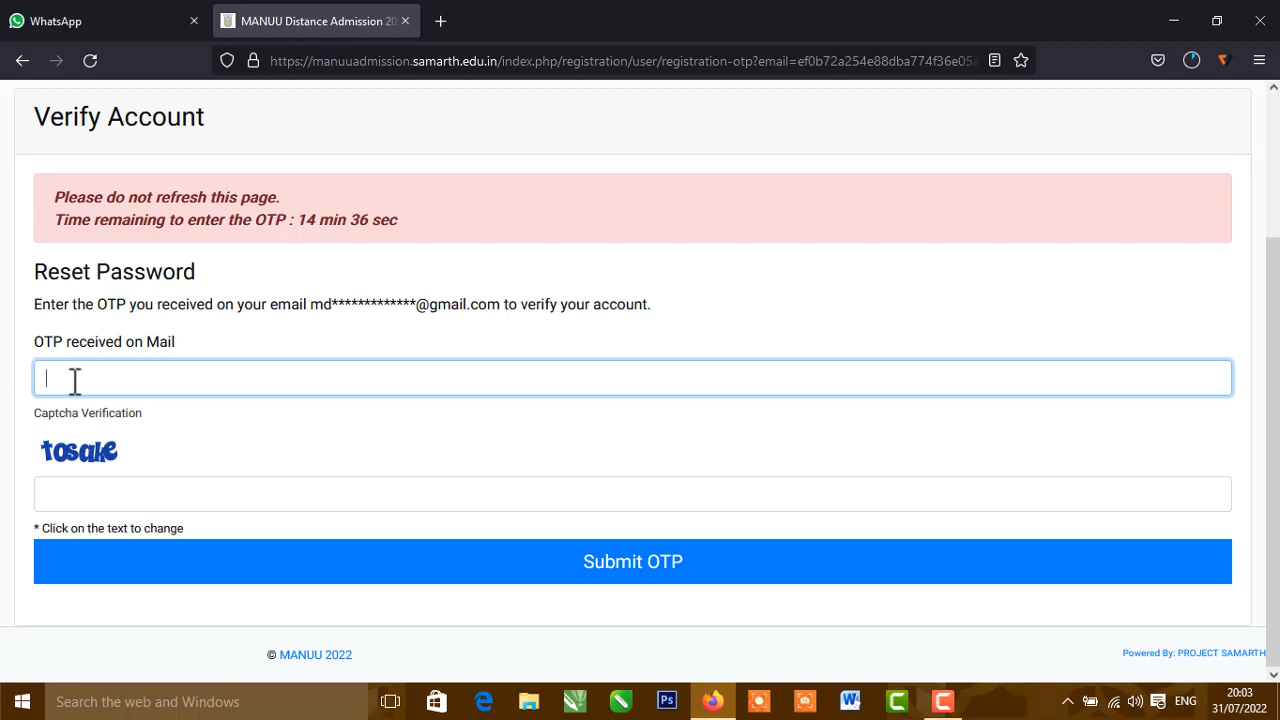 WhatsApp
MANUU Distance Admission 20
https://manuuadmission.samarth.edu.in/index.php/registration/user/registration-otp?email=ef0b72a254e88dba774f36e05a
Verify Account
Please do not refresh this page.
Time remaining to enter the OTP : 14 min 36 sec
Reset Password
Enter the OTP you received on your email md*************@gmail.com to verify your account.
OTP received on Mail
Captcha Verification
tosake
* Click on the text to change
Submit OTP
© MANUU 2022
Powered By: PROJECT SAMARTH
Search the web and Windows
Ps
W
C
C
ENG
20:03
31/07/2022